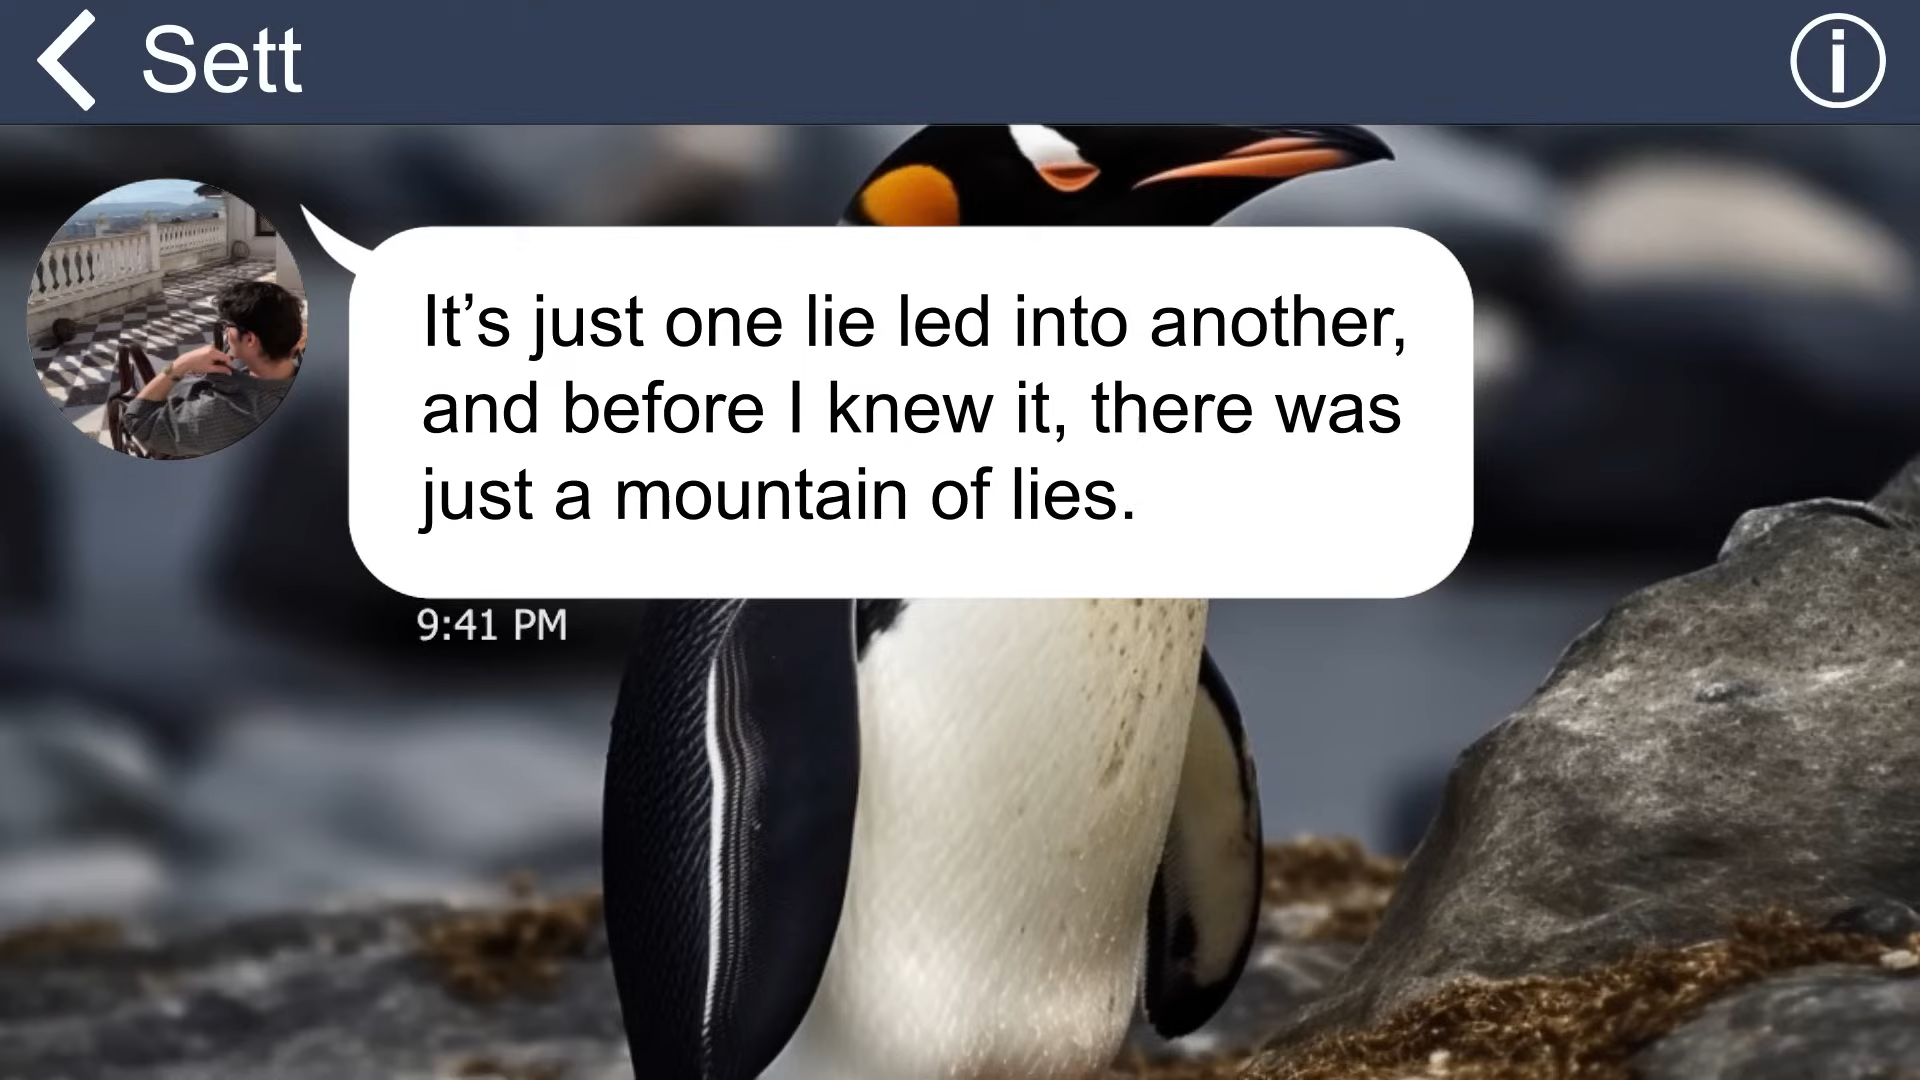 Sett
It’s just one lie led into another,
and before I knew it, there was
just a mountain of lies.
9:41 PM